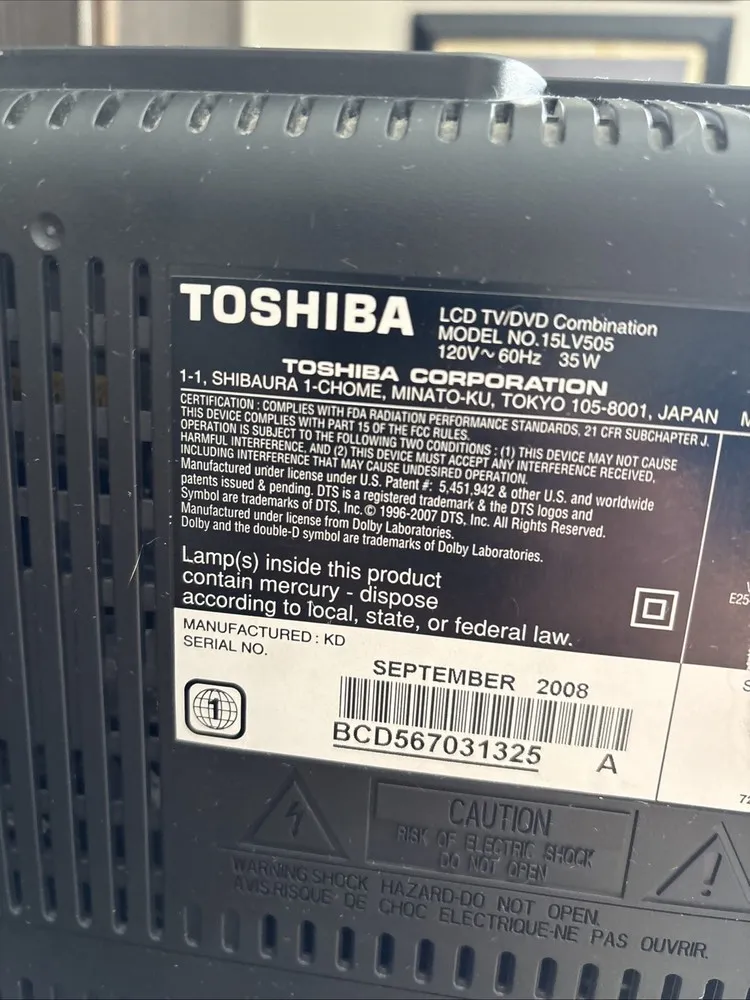 TOSHIBA
LCD TV/DVD Combination
MODEL NO.15LV505
120V~ 60Hz 35W
TOSHIBA CORPORATION
1-1, SHIBAURA 1-CHOME, MINATO-KU, TOKYO 105-8001, JAPAN
CERTIFICATION : COMPLIES WITH FDA RADIATION PERFORMANCE STANDARDS, 21 CFR SUBCHAPTER J.
THIS DEVICE COMPLIES WITH PART 15 OF THE FCC RULES.
OPERATION IS SUBJECT TO THE FOLLOWING TWO CONDITIONS : (1) THIS DEVICE MAY NOT CAUSE
HARMFUL INTERFERENCE, AND (2) THIS DEVICE MUST ACCEPT ANY INTERFERENCE RECEIVED,
INCLUDING INTERFERENCE THAT MAY CAUSE UNDESIRED OPERATION.
Manufactured under license under U.S. Patent #: 5,451,942 & other U.S. and worldwide
patents issued & pending. DTS is a registered trademark & the DTS logos and
Symbol are trademarks of DTS, Inc. © 1996-2007 DTS, Inc. All Rights Reserved.
Manufactured under license from Dolby Laboratories.
Dolby and the double-D symbol are trademarks of Dolby Laboratories.
Lamp(s) inside this product
contain mercury - dispose
according to local, state, or federal law.
MANUFACTURED : KD
SERIAL NO.
SEPTEMBER 2008
1
BCD567031325 A
CAUTION
RISK OF ELECTRIC SHOCK
DO NOT OPEN
WARNING:SHOCK HAZARD-DO NOT OPEN.
AVIS:RISQUE DE CHOC ELECTRIQUE-NE PAS OUVRIR.